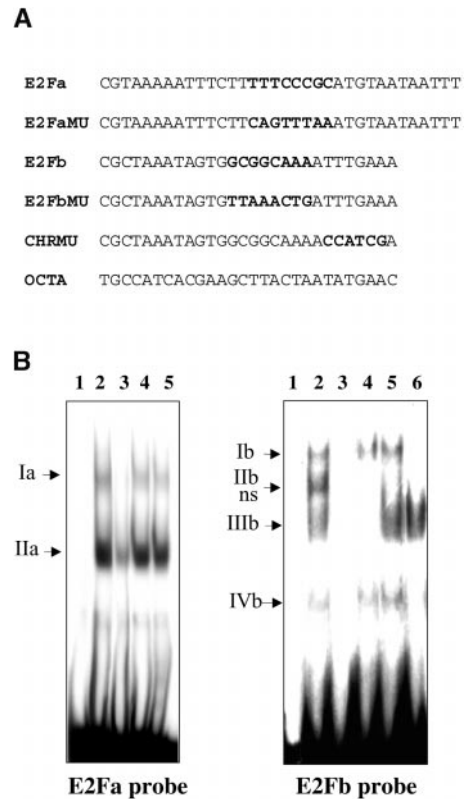 A
E2Fa CGTAAAAATTTCTTTTTCCCGCATGTAATAATTT
E2FaMU CGTAAAAATTTCTTCAGTTTAAATGTAATAATTT
E2Fb CGCTAAATAGTGGCGGCAAAATTTGAAA
E2FbMU CGCTAAATAGTGTTAAACTGATTTGAAA
CHRMU CGCTAAATAGTGGCGGCAAAACCATCGA
OCTA TGCCATCACGAAGCTTACTAATATGAAC
B
1 2 3 4 5
1 2 3 4 5 6
Ia
IIa
Ib
IIb
ns
IIIb
IVb
E2Fa probe
E2Fb probe